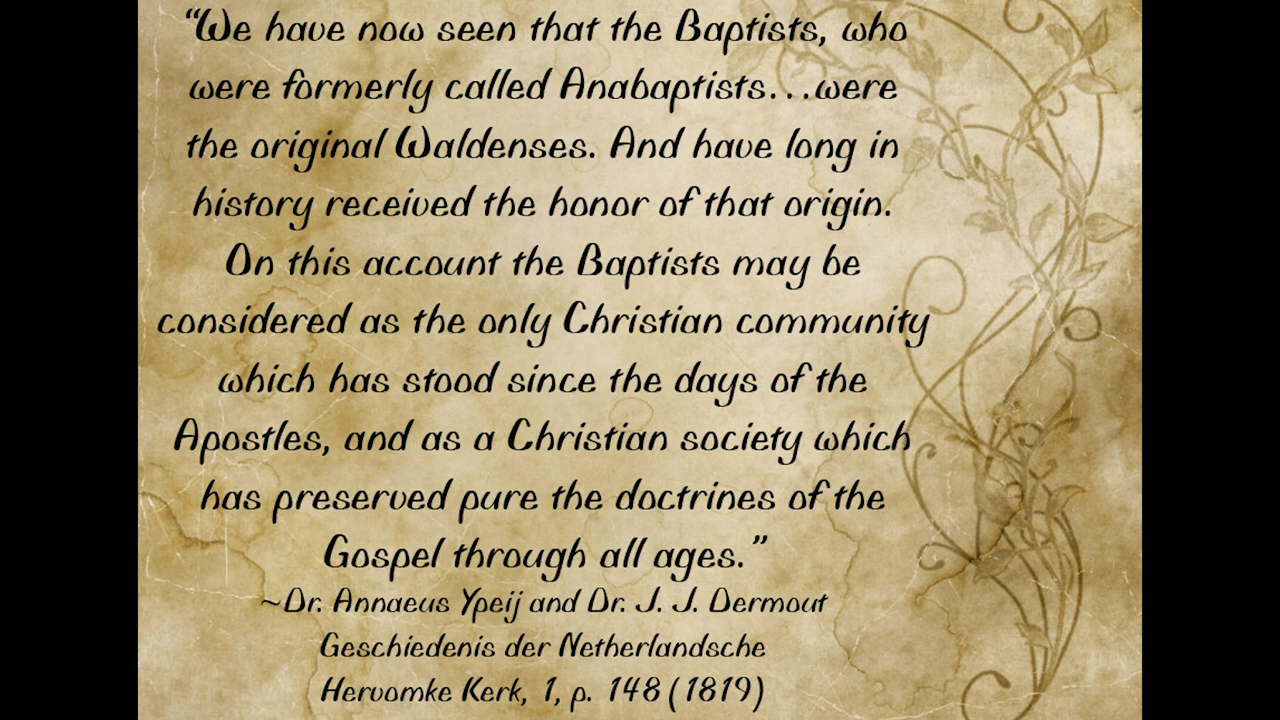 “We have now seen that the Baptists, who
were formerly called Anabaptists...were
the original Waldenses. And have long in
history received the honor of that origin.
On this account the Baptists may be
considered as the only Christian community
which has stood since the days of the
Apostles, and as a Christian society which
has preserved pure the doctrines of the
Gospel through all ages.”
~Dr. Annaeus Ypeij and Dr. J. J. Dermout
Geschiedenis der Netherlandsche
Hervomke Kerk, 1, p. 148 (1819)